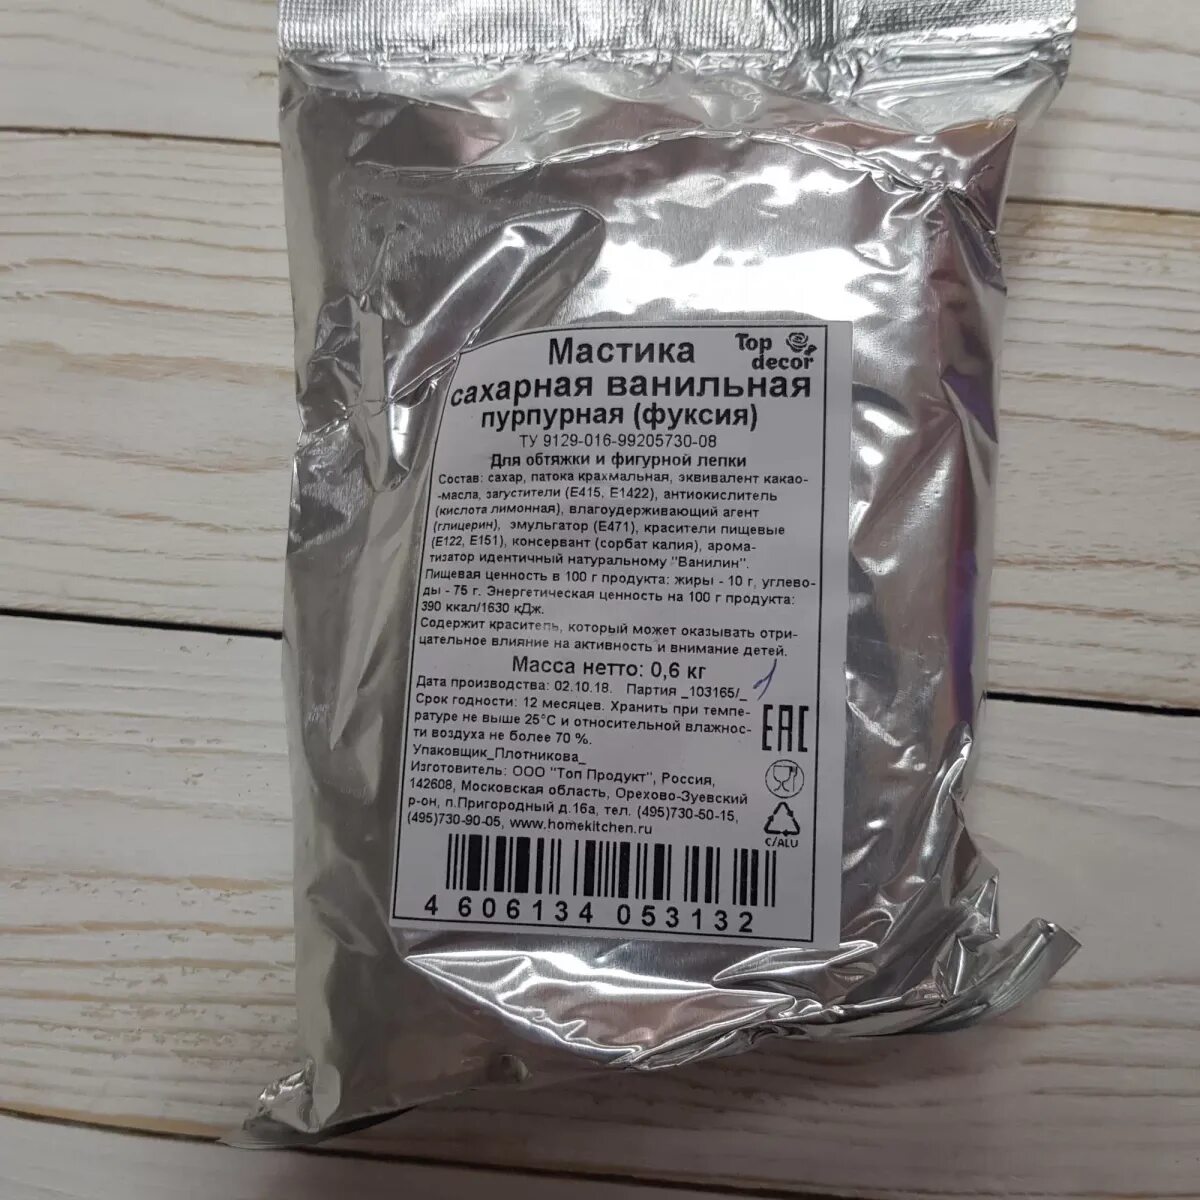 Мастика
Top
decor
сахарная ванильная
пурпурная (фуксия)
ТУ 9129-016-99205730-08
Для обтяжки и фигурной лепки
Состав: сахар, патока крахмальная, эквивалент какао-
-масла, загустители (Е415, Е1422), антиокислитель
(кислота лимонная), влагоудерживающий агент
(глицерин), эмульгатор (Е471), красители пищевые
(Е122, Е151), консервант (сорбат калия), арома-
тизатор идентичный натуральному "Ванилин".
Пищевая ценность в 100 г продукта: жиры - 10 г, углево-
ды - 75 г. Энергетическая ценность на 100 г продукта:
390 ккал/1630 кДж.
Содержит краситель, который может оказывать отри-
цательное влияние на активность и внимание детей.
Масса нетто: 0,6 кг
Дата производства: 02.10.18. Партия _103165/_ 1
Срок годности: 12 месяцев. Хранить при темпе-
ратуре не выше 25°С и относительной влажнос-
ти воздуха не более 70 %.
Упаковщик_Плотникова_
EAC
Изготовитель: ООО "Топ Продукт", Россия,
142608, Московская область, Орехово-Зуевский
р-он, п.Пригородный д.16а, тел. (495)730-50-15,
(495)730-90-05, www.homekitchen.ru
C/ALU
4 606134 053132